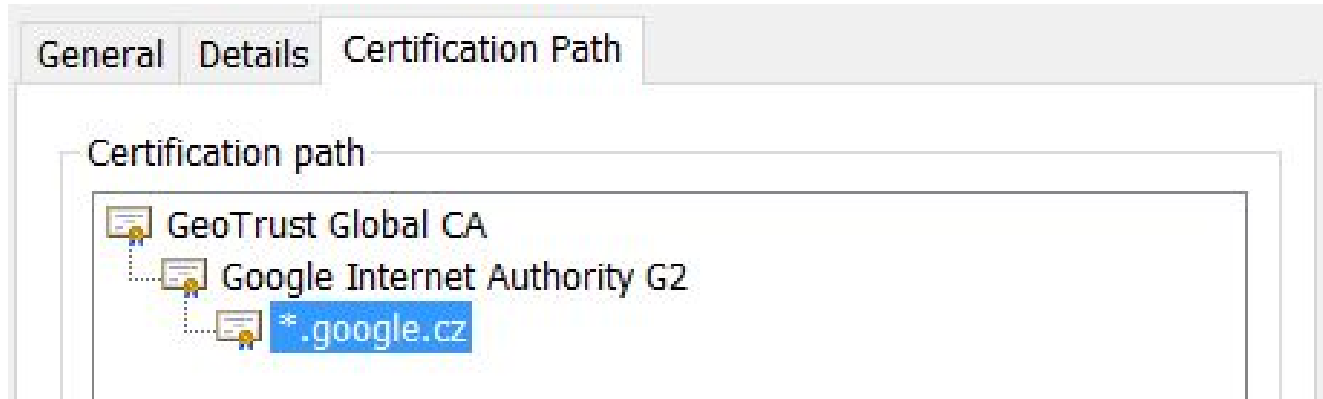 General Details Certification Path
Certification path
GeoTrust Global CA
Google Internet Authority G2
*.google.cz